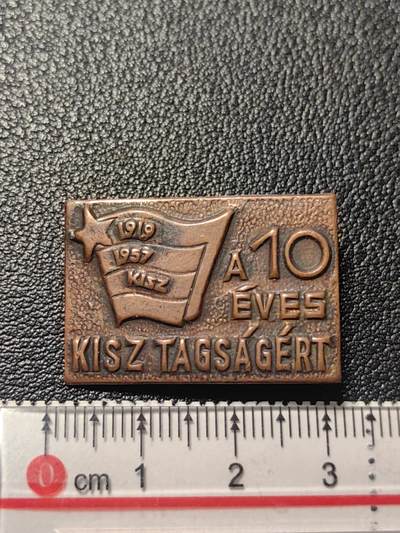 1919
1957
KISZ
A 10
ÉVES
KISZ TAGSÁGÉRT
0 cm 1 2 3